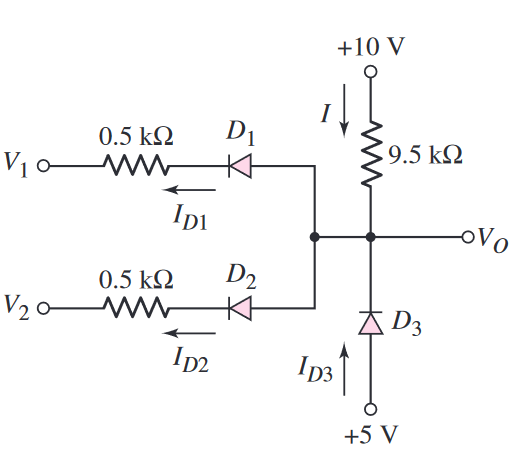 +10 V
I
9.5 kΩ
0.5 kΩ
D1
V1
ID1
VO
0.5 kΩ
D2
V2
ID2
D3
ID3
+5 V